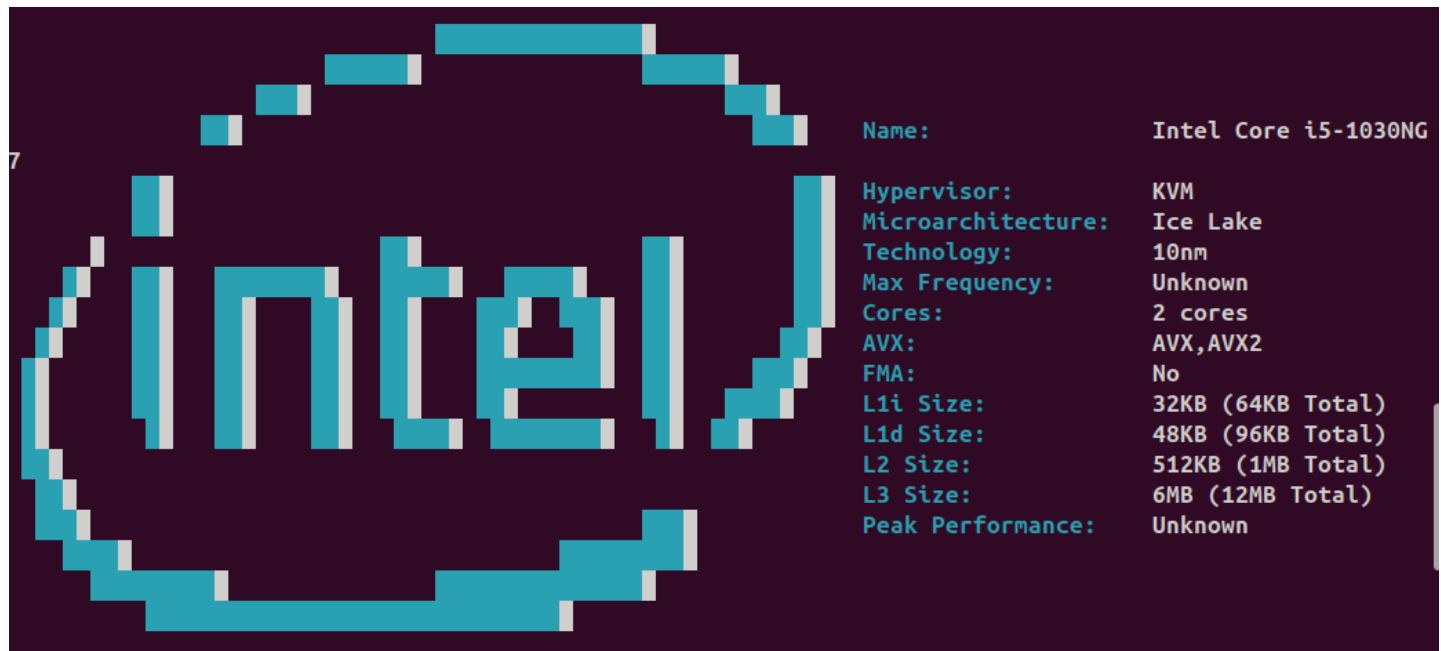 intel
Name: Intel Core i5-1030NG
7
Hypervisor: KVM
Microarchitecture: Ice Lake
Technology: 10nm
Max Frequency: Unknown
Cores: 2 cores
AVX: AVX,AVX2
FMA: No
L1i Size: 32KB (64KB Total)
L1d Size: 48KB (96KB Total)
L2 Size: 512KB (1MB Total)
L3 Size: 6MB (12MB Total)
Peak Performance: Unknown